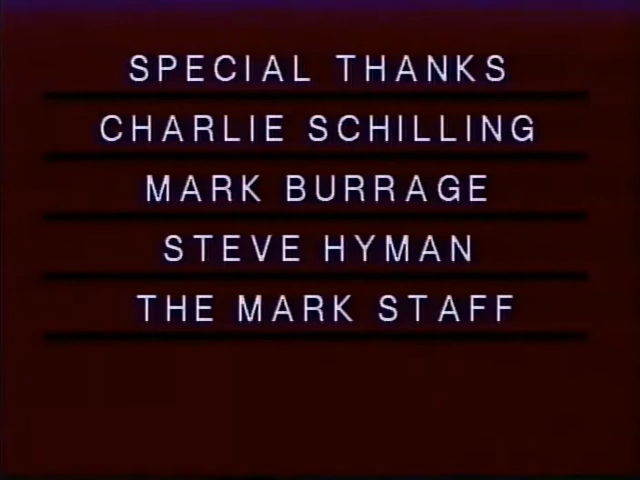 SPECIAL THANKS
CHARLIE SCHILLING
MARK BURRAGE
STEVE HYMAN
THE MARK STAFF